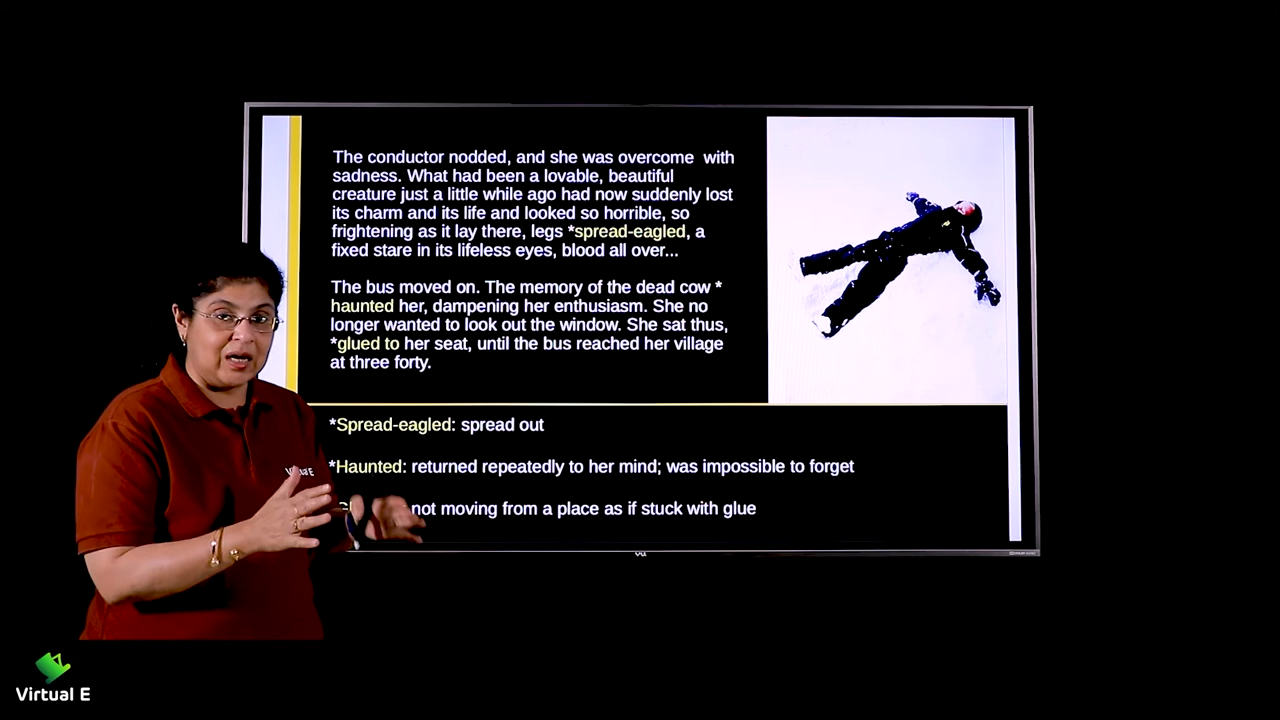 The conductor nodded, and she was overcome with
sadness. What had been a lovable, beautiful
creature just a little while ago had now suddenly lost
its charm and its life and looked so horrible, so
frightening as it lay there, legs *spread-eagled, a
fixed stare in its lifeless eyes, blood all over...
The bus moved on. The memory of the dead cow *
haunted her, dampening her enthusiasm. She no
longer wanted to look out the window. She sat thus,
*glued to her seat, until the bus reached her village
at three forty.
*Spread-eagled: spread out
*Haunted: returned repeatedly to her mind; was impossible to forget
not moving from a place as if stuck with glue
Virtual E